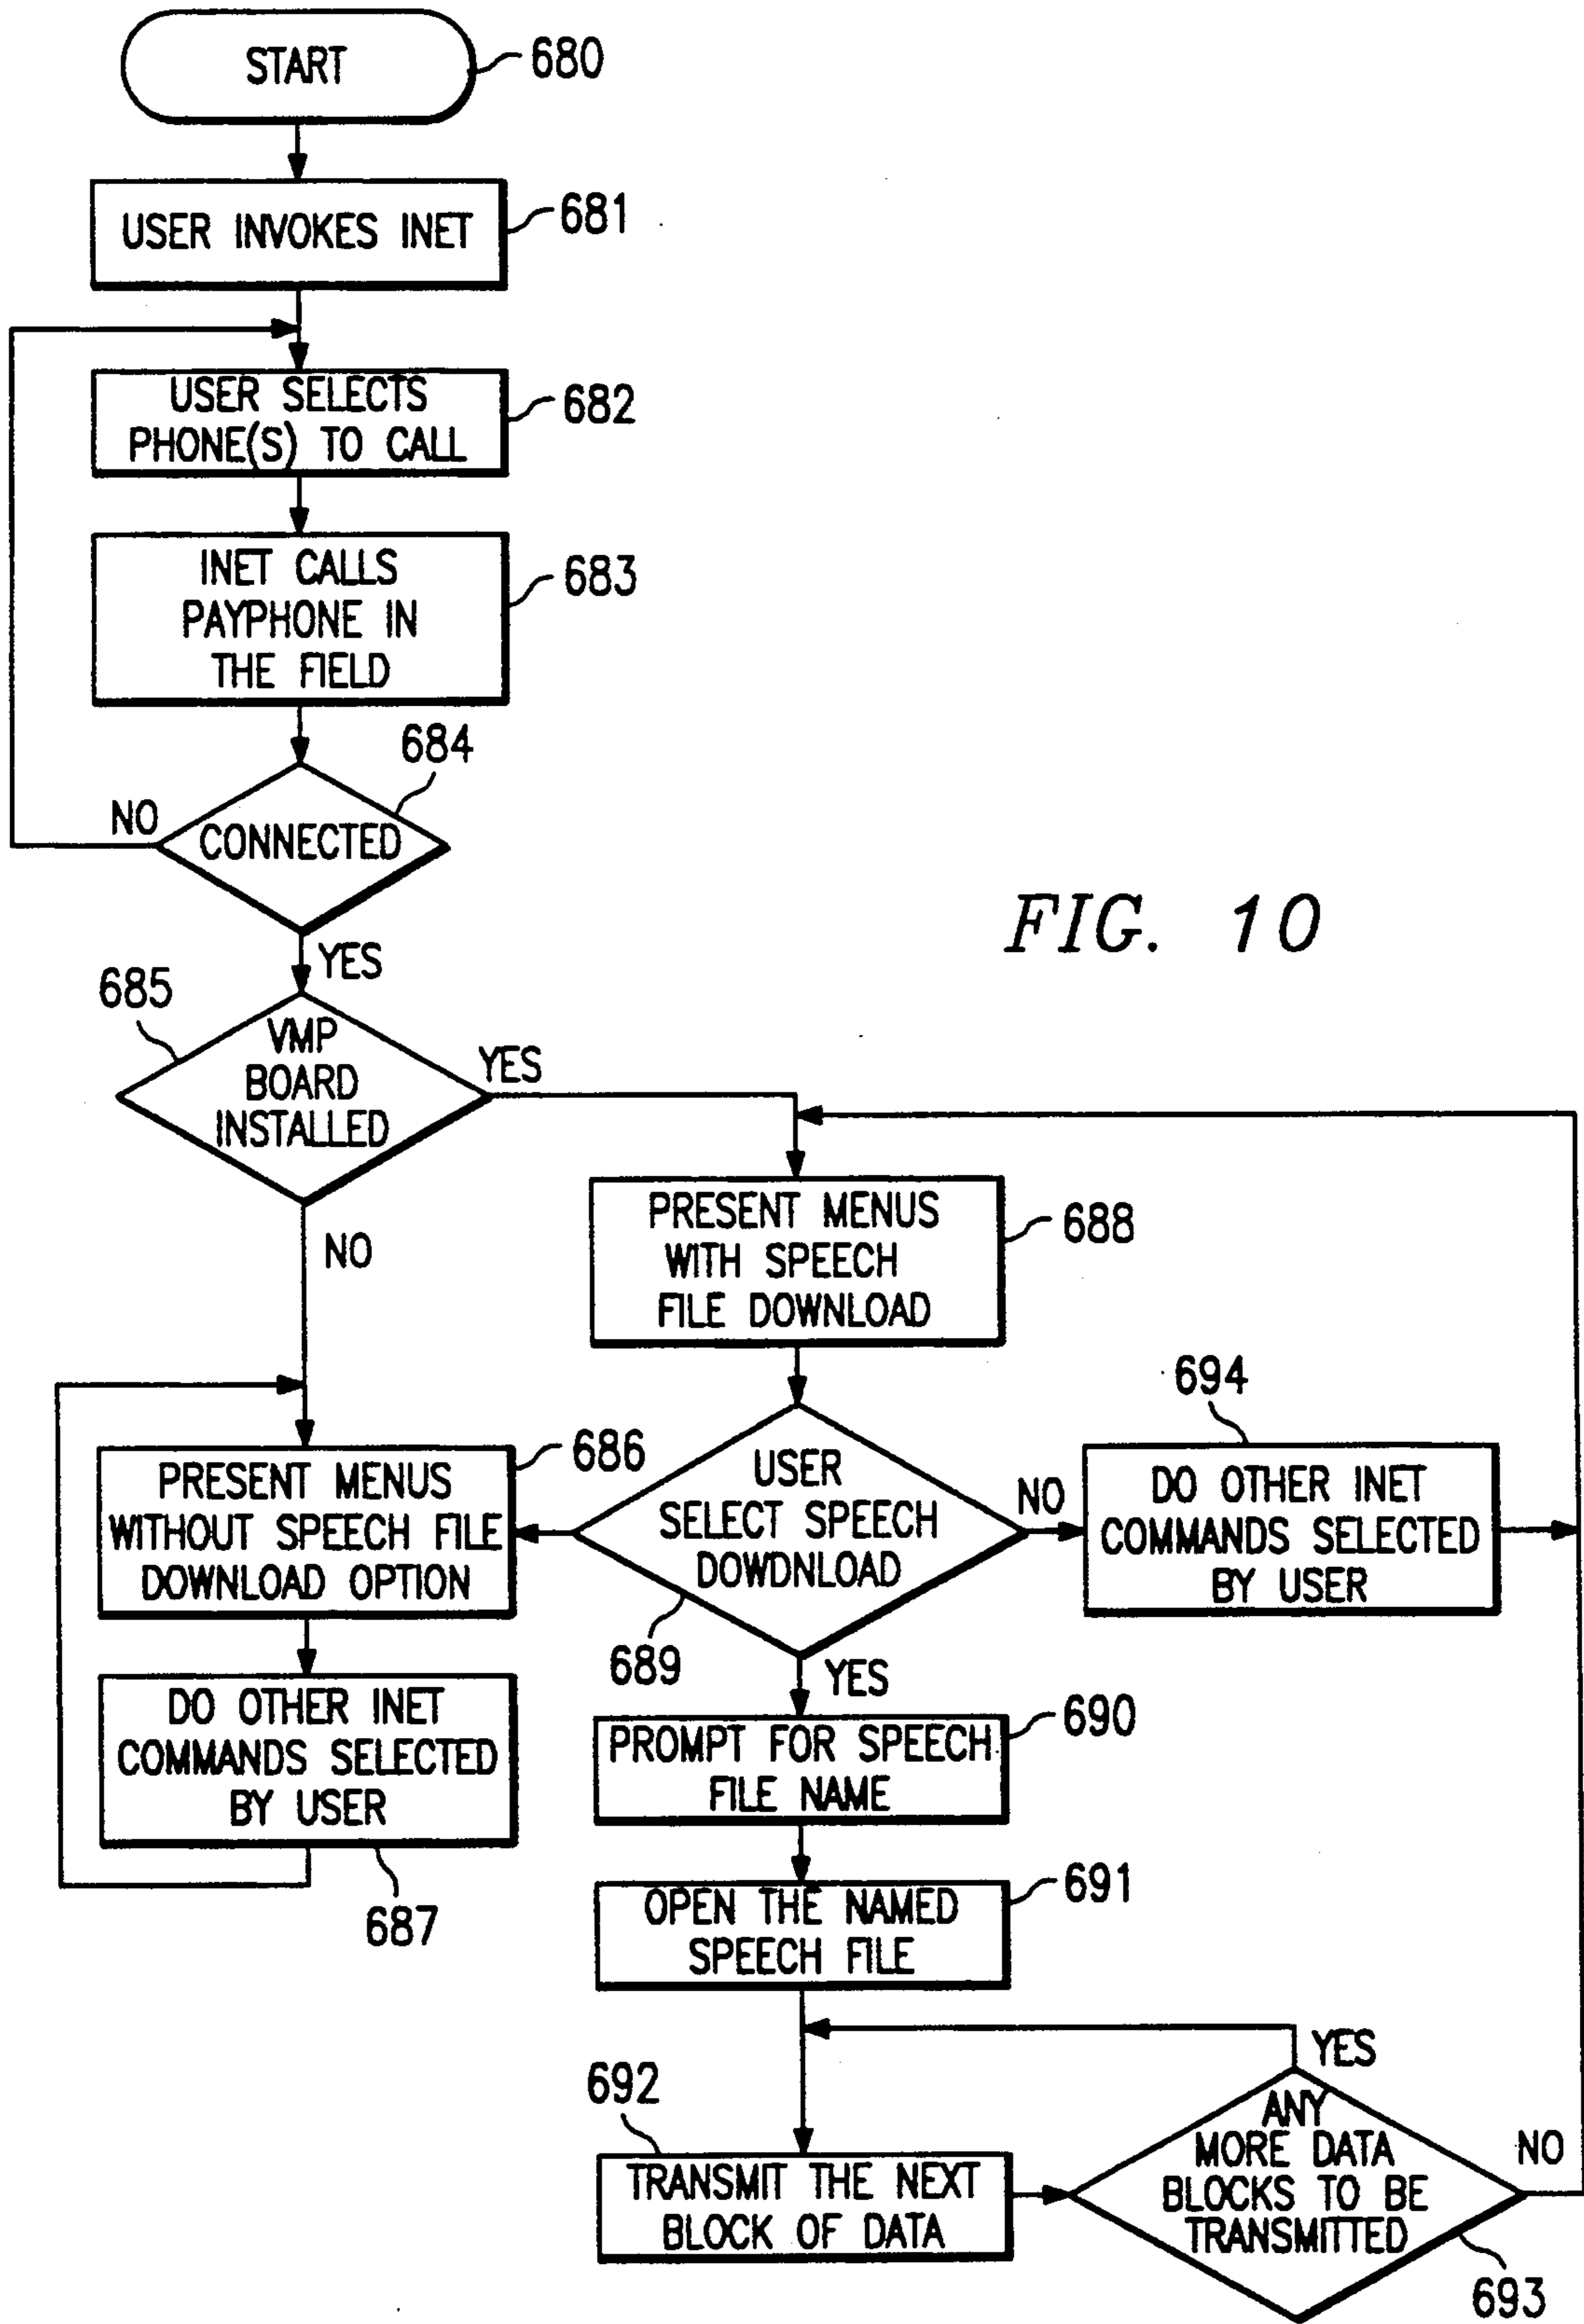 START
680
USER INVOKES INET
681
USER SELECTS
PHONE(S) TO CALL
682
INET CALLS
PAYPHONE IN
THE FIELD
683
684
NO
CONNECTED
YES
FIG. 10
685
VMP
BOARD
INSTALLED
YES
NO
PRESENT MENUS
WITH SPEECH
FILE DOWNLOAD
688
694
686
PRESENT MENUS
WITHOUT SPEECH FILE
DOWNLOAD OPTION
USER
SELECT SPEECH
DOWDNLOAD
NO
DO OTHER INET
COMMANDS SELECTED
BY USER
689
YES
DO OTHER INET
COMMANDS SELECTED
BY USER
687
PROMPT FOR SPEECH
FILE NAME
690
OPEN THE NAMED
SPEECH FILE
691
YES
692
TRANSMIT THE NEXT
BLOCK OF DATA
ANY
MORE DATA
BLOCKS TO BE
TRANSMITTED
NO
693